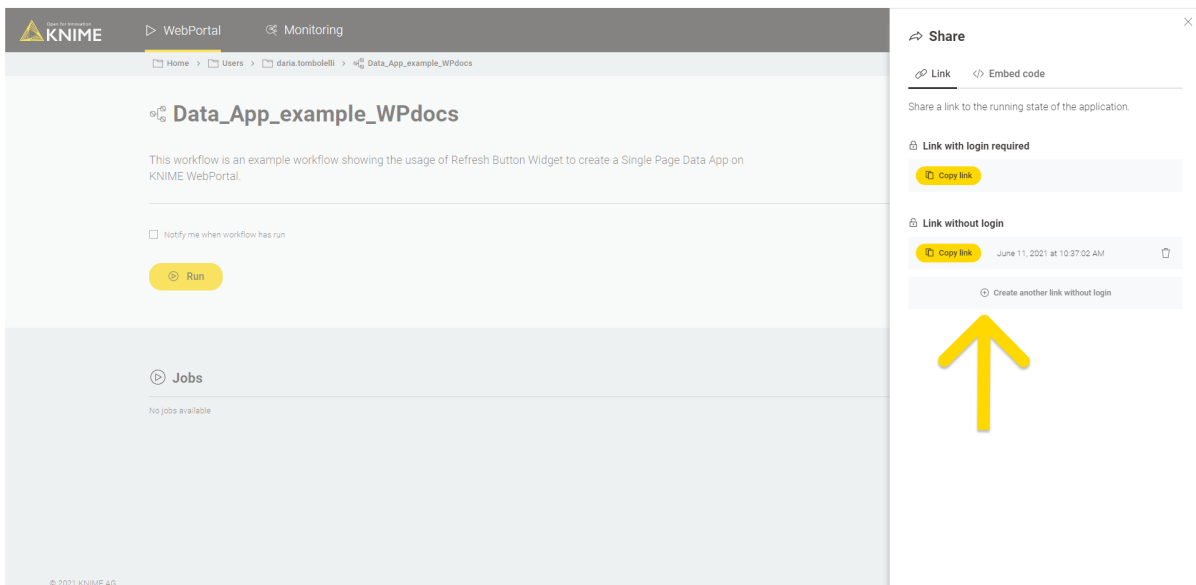 Open for Innovation
KNIME
WebPortal
Monitoring
Home > Users > daria.tombolelli > Data_App_example_WPdocs
Data_App_example_WPdocs
This workflow is an example workflow showing the usage of Refresh Button Widget to create a Single Page Data App on
KNIME WebPortal.
Notify me when workflow has run
Run
Jobs
No jobs available
© 2021 KNIME AG
Share
Link
</> Embed code
Share a link to the running state of the application.
Link with login required
Copy link
Link without login
Copy link June 11, 2021 at 10:37:02 AM
Create another link without login